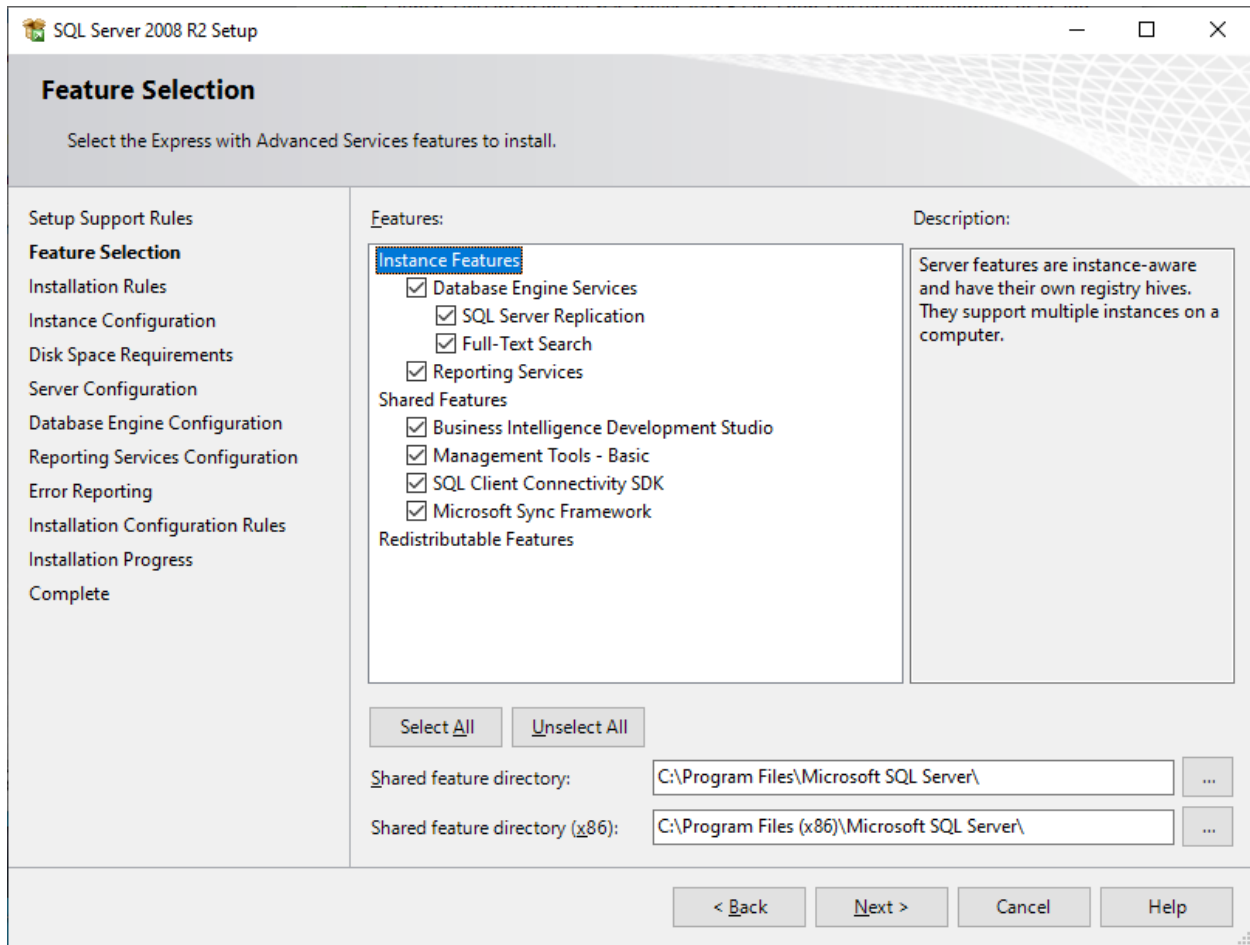 SQL Server 2008 R2 Setup
Feature Selection
Select the Express with Advanced Services features to install.
Setup Support Rules
Feature Selection
Installation Rules
Instance Configuration
Disk Space Requirements
Server Configuration
Database Engine Configuration
Reporting Services Configuration
Error Reporting
Installation Configuration Rules
Installation Progress
Complete
Features:
Instance Features
Database Engine Services
SQL Server Replication
Full-Text Search
Reporting Services
Shared Features
Business Intelligence Development Studio
Management Tools - Basic
SQL Client Connectivity SDK
Microsoft Sync Framework
Redistributable Features
Description:
Server features are instance-aware
and have their own registry hives.
They support multiple instances on a
computer.
Select All
Unselect All
Shared feature directory:
C:\Program Files\Microsoft SQL Server\
...
Shared feature directory (x86):
C:\Program Files (x86)\Microsoft SQL Server\
...
< Back
Next >
Cancel
Help